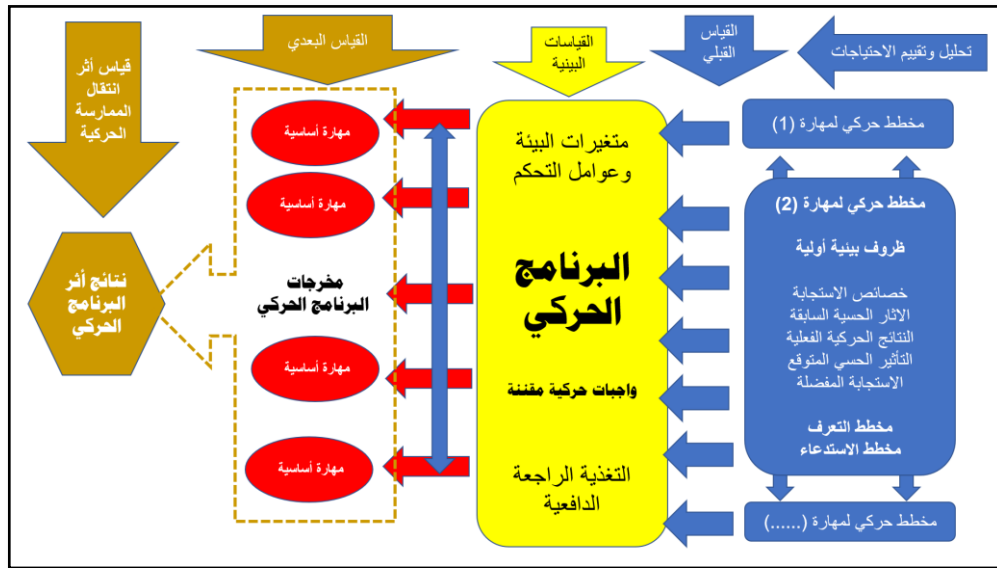 تحليل وتقييم الاحتياجات
القياس
القبلي
القياسات
البينية
القياس البعدي
قياس أثر
انتقال
الممارسة
الحركية
مخطط حركي لمهارة (1)
مخطط حركي لمهارة (2)
ظروف بيئية أولية
خصائص الاستجابة
الاثار الحسية السابقة
النتائج الحركية الفعلية
التأثير الحسي المتوقع
الاستجابة المفضلة
مخطط التعرف
مخطط الاستدعاء
مخطط حركي لمهارة (......)
متغيرات البيئة
وعوامل التحكم
البرنامج
الحركي
واجبات حركية مقننة
التغذية الراجعة
الدافعية
مهارة أساسية
مهارة أساسية
مخرجات
البرنامج الحركي
مهارة أساسية
مهارة أساسية
نتائج أثر
البرنامج
الحركي